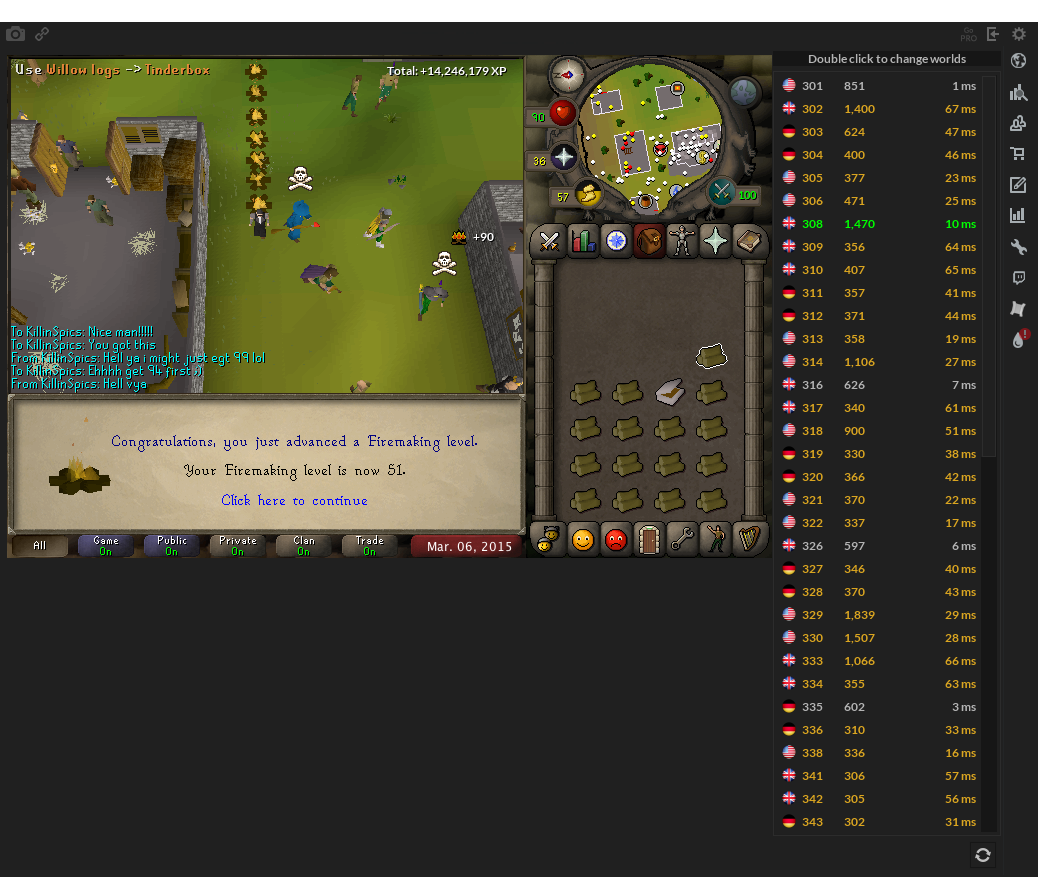 Go
PRO
Use Willow logs -> Tinderbox
Total: +14,246,179 XP
90
36
57
100
+90
To KillinSpics: Nice man!!!!!
To KillinSpics: You got this
From KillinSpics: Hell ya i might just egt 99 lol
To KillinSpics: Ehhhh get 94 first ;)
From KillinSpics: Hell vya
Congratulations, you just advanced a Firemaking level.
Your Firemaking level is now 51.
Click here to continue
All
Game
On
Public
On
Private
On
Clan
On
Trade
On
Mar. 06, 2015
Double click to change worlds
301 851 1 ms
302 1,400 67 ms
303 624 47 ms
304 400 46 ms
305 377 23 ms
306 471 25 ms
308 1,470 10 ms
309 356 64 ms
310 407 65 ms
311 357 41 ms
312 371 44 ms
313 358 19 ms
314 1,106 27 ms
316 626 7 ms
317 340 61 ms
318 900 51 ms
319 330 38 ms
320 366 42 ms
321 370 22 ms
322 337 17 ms
326 597 6 ms
327 346 40 ms
328 370 43 ms
329 1,839 29 ms
330 1,507 28 ms
333 1,066 66 ms
334 355 63 ms
335 602 3 ms
336 310 33 ms
338 336 16 ms
341 306 57 ms
342 305 56 ms
343 302 31 ms